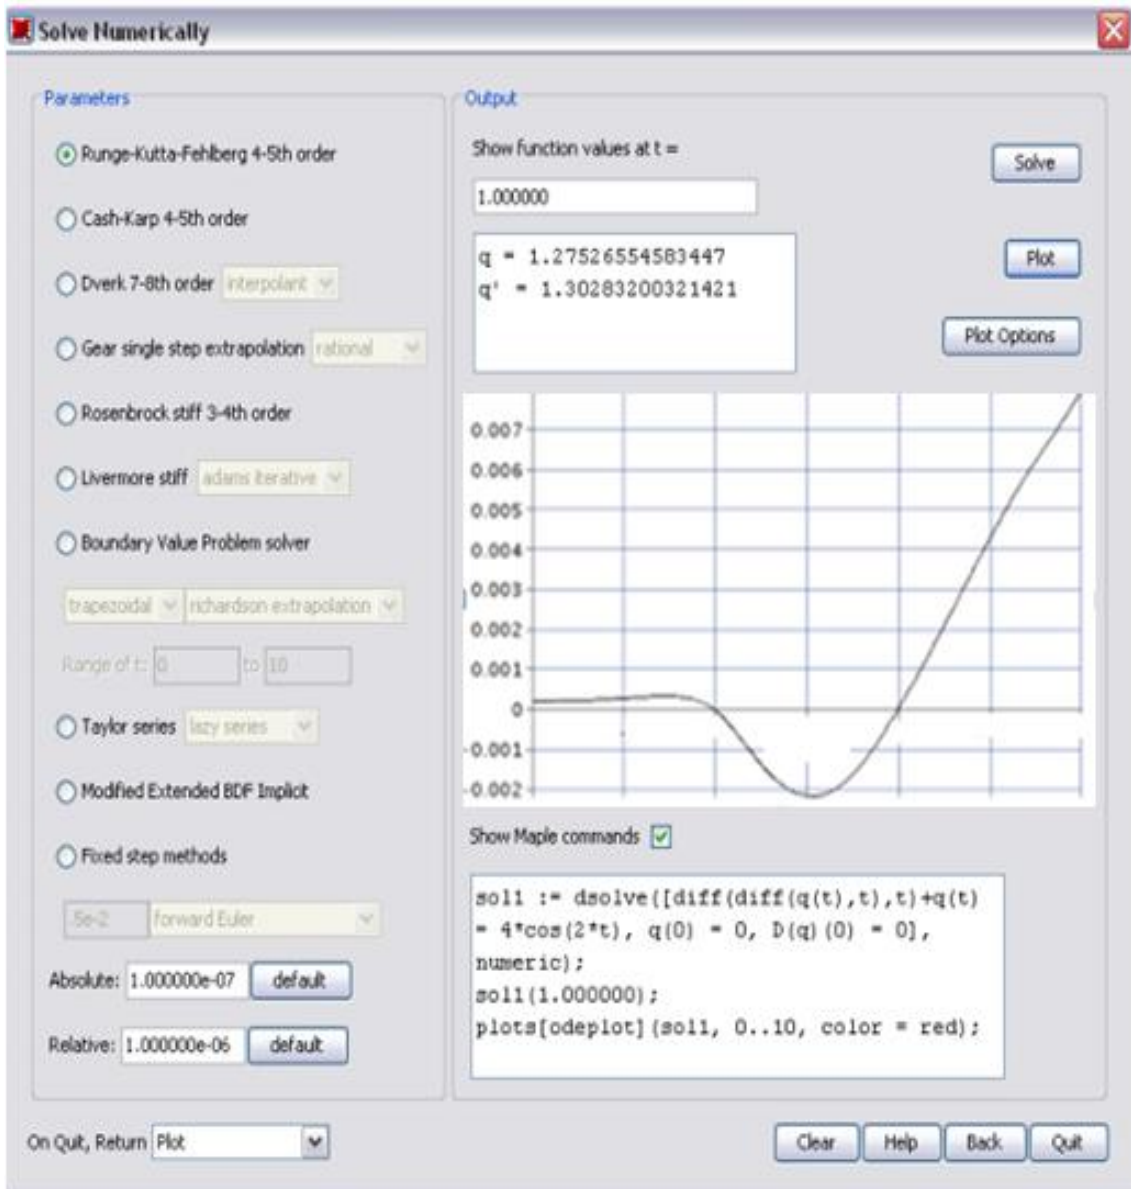 Solve Numerically
Parameters
Runge-Kutta-Fehlberg 4-5th order
Cash-Karp 4-5th order
Dverk 7-8th order interpolant
Gear single step extrapolation rational
Rosenbrock stiff 3-4th order
Livermore stiff adams iterative
Boundary Value Problem solver
trapezoidal richardson extrapolation
Range of t: 0 to 10
Taylor series lazy series
Modified Extended BDF Implicit
Fixed step methods
.5e-2 forward Euler
Absolute: 1.000000e-07 default
Relative: 1.000000e-06 default
Output
Show function values at t =
Solve
1.000000
q = 1.27526554583447
q' = 1.30283200321421
Plot
Plot Options
0.007
0.006
0.005
0.004
0.003
0.002
0.001
0
-0.001
-0.002
Show Maple commands
sol1 := dsolve([diff(diff(q(t),t),t)+q(t)
= 4*cos(2*t), q(0) = 0, D(q)(0) = 0],
numeric);
sol1(1.000000);
plots[odeplot](sol1, 0..10, color = red);
On Quit, Return Plot
Clear Help Back Quit